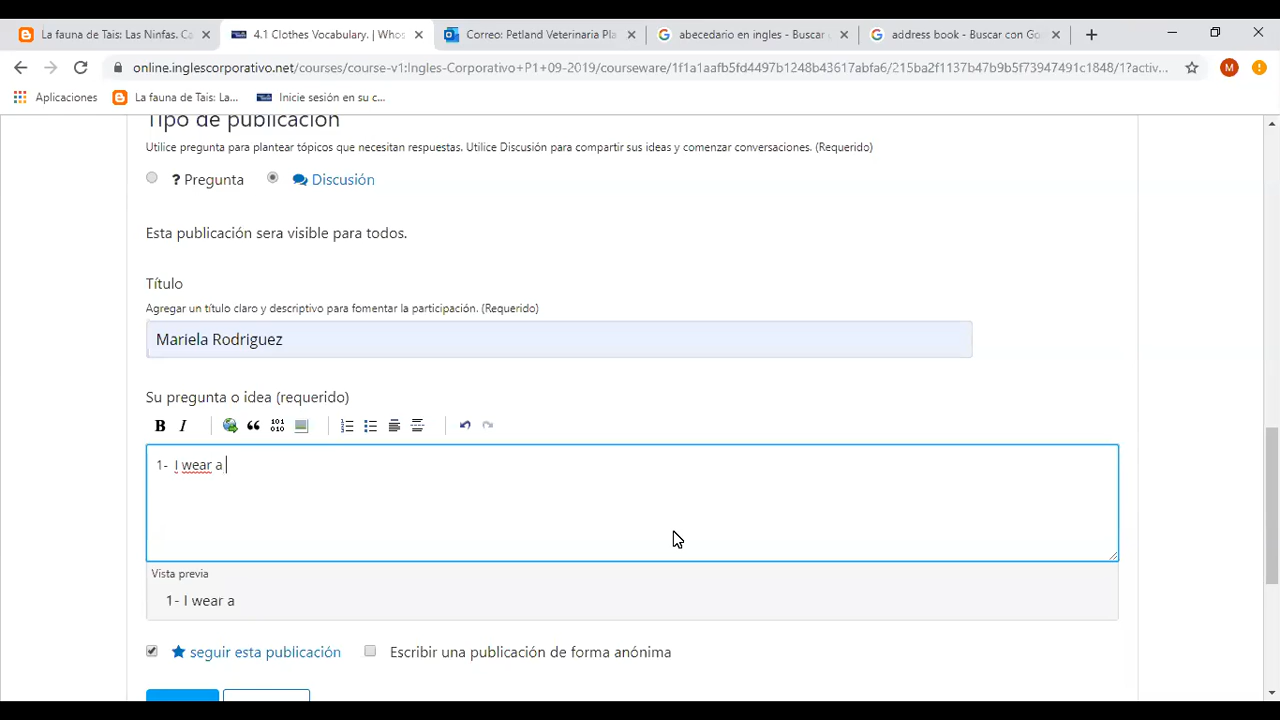 La fauna de Tais: Las Ninfas. Ca
4.1 Clothes Vocabulary. | Whos
Correo: Petland Veterinaria Pla
abecedario en ingles - Buscar
address book - Buscar con Go
online.inglescorporativo.net/courses/course-v1:Ingles-Corporativo+P1+09-2019/courseware/1f1a1aafb5fd4497b1248b43617abfa6/215ba2f1137b47b9b5f73947491c1848/1?activ...
M
Aplicaciones
La fauna de Tais: La...
Inicie sesión en su c...
Tipo de publicación
Utilice pregunta para plantear tópicos que necesitan respuestas. Utilice Discusión para compartir sus ideas y comenzar conversaciones. (Requerido)
? Pregunta
Discusión
Esta publicación sera visible para todos.
Título
Agregar un título claro y descriptivo para fomentar la participación. (Requerido)
Mariela Rodriguez
Su pregunta o idea (requerido)
B I
101
010
1- I wear a
Vista previa
1- I wear a
seguir esta publicación
Escribir una publicación de forma anónima